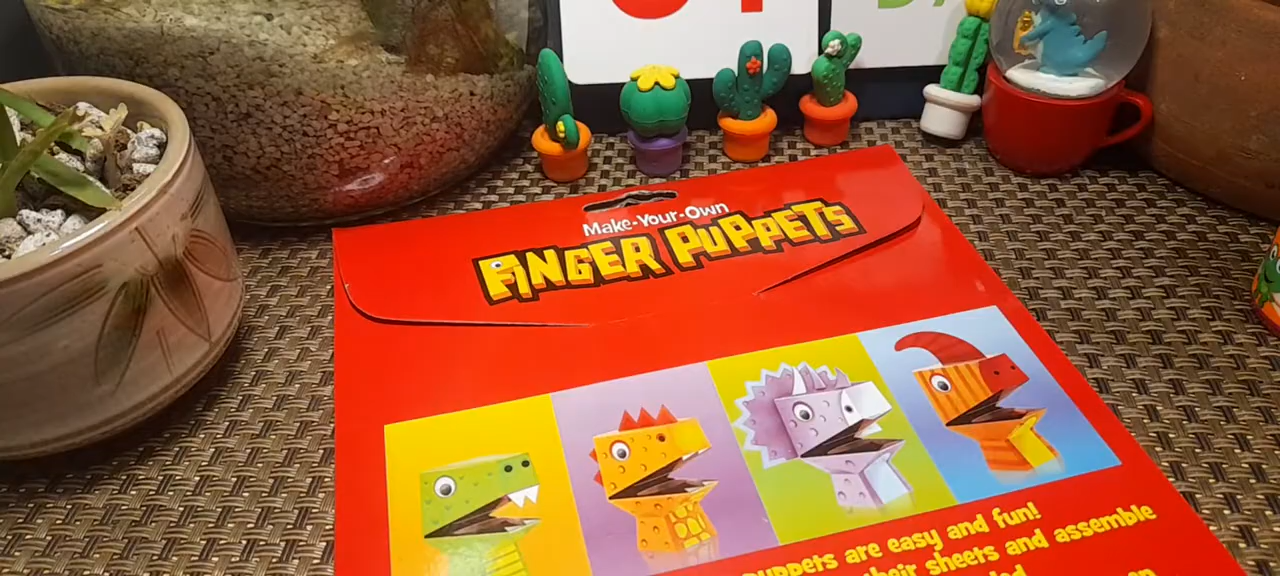 Make-Your-Own
FINGER PUPPETS
PUPPETS are easy and fun!
their sheets and assemble